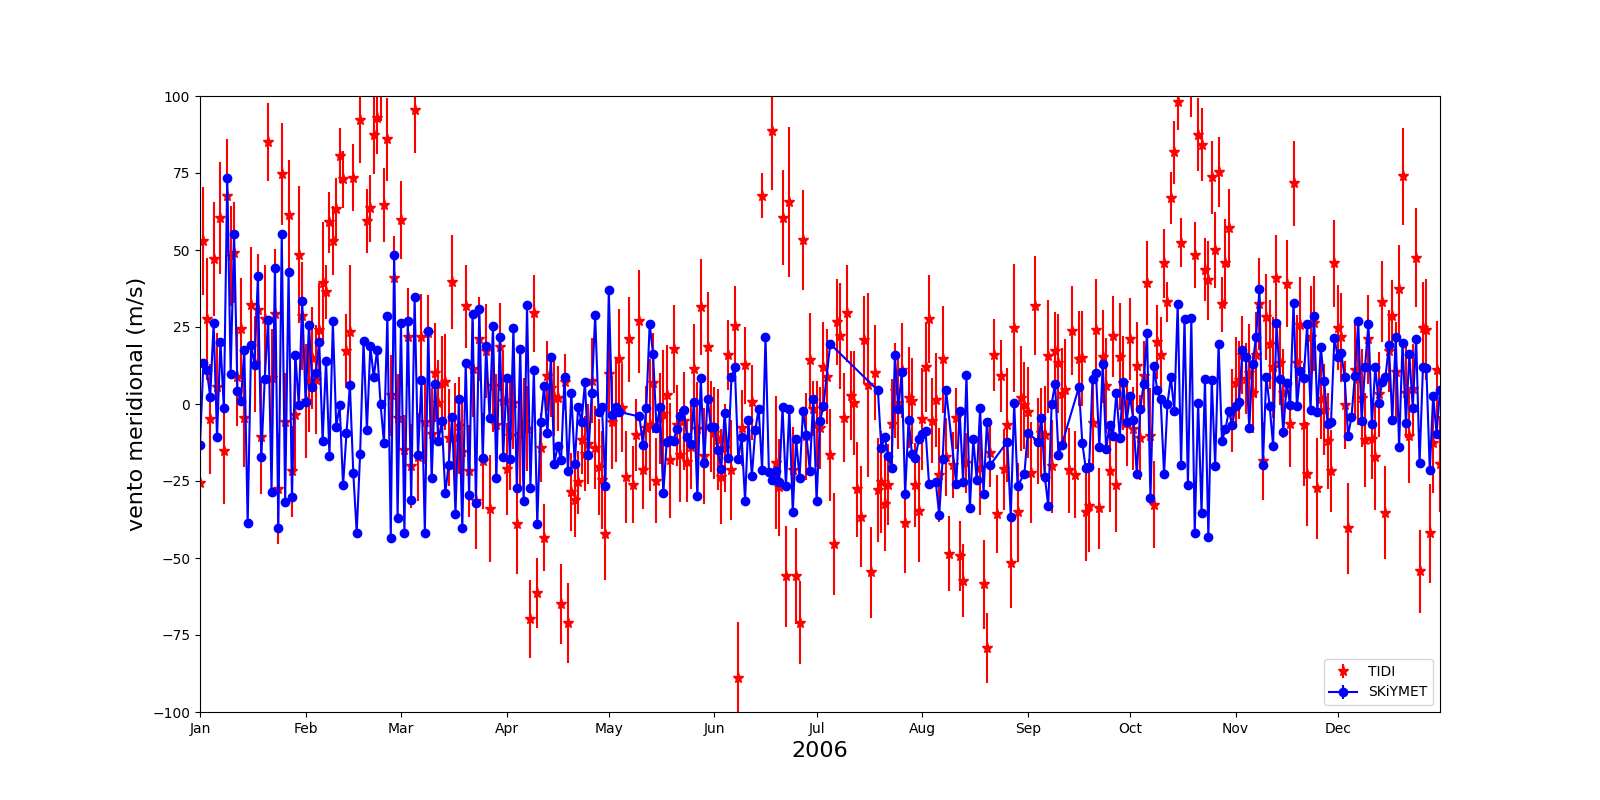 100
75
50
25
0
−25
−50
−75
−100
vento meridional (m/s)
TIDI
SKiYMET
Jan Feb Mar Apr May Jun Jul Aug Sep Oct Nov Dec
2006